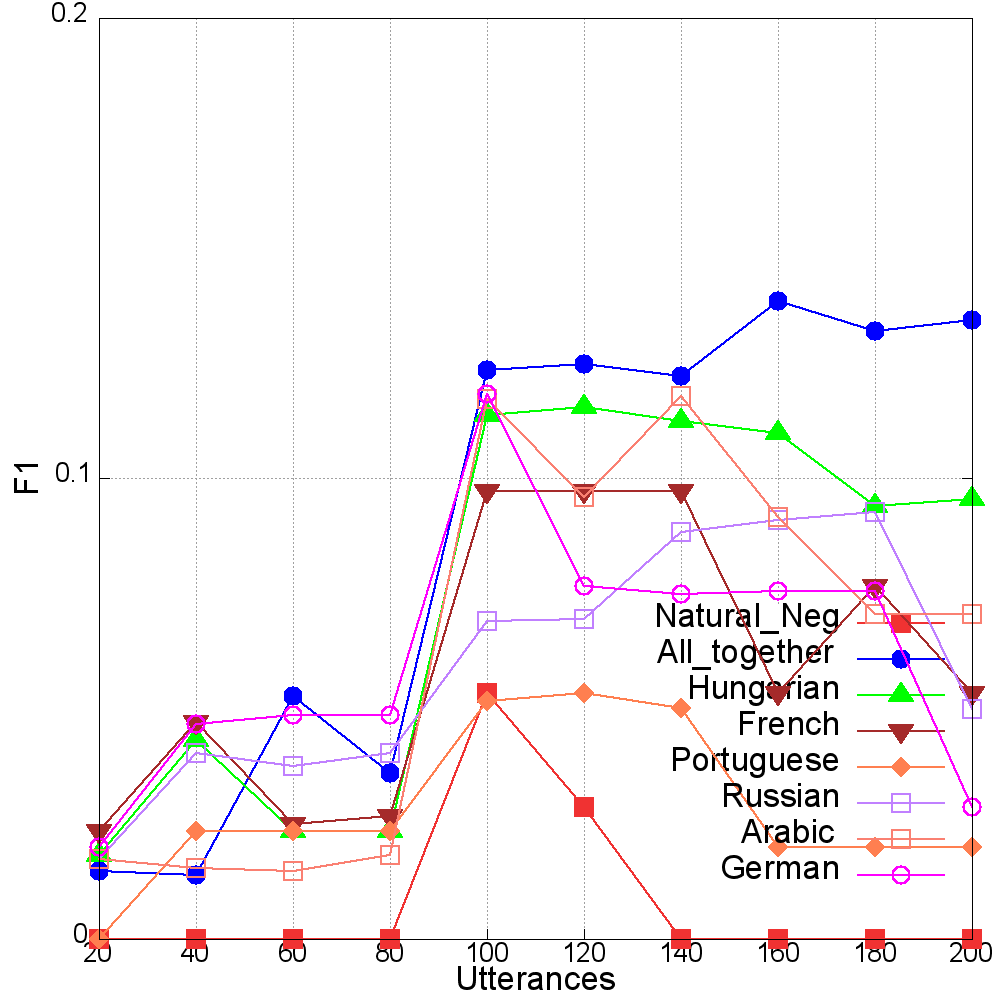 0.2
0.1
0
F1
Natural_Neg
All_together
Hungarian
French
Portuguese
Russian
Arabic
German
20 40 60 80 100 120 140 160 180 200
Utterances